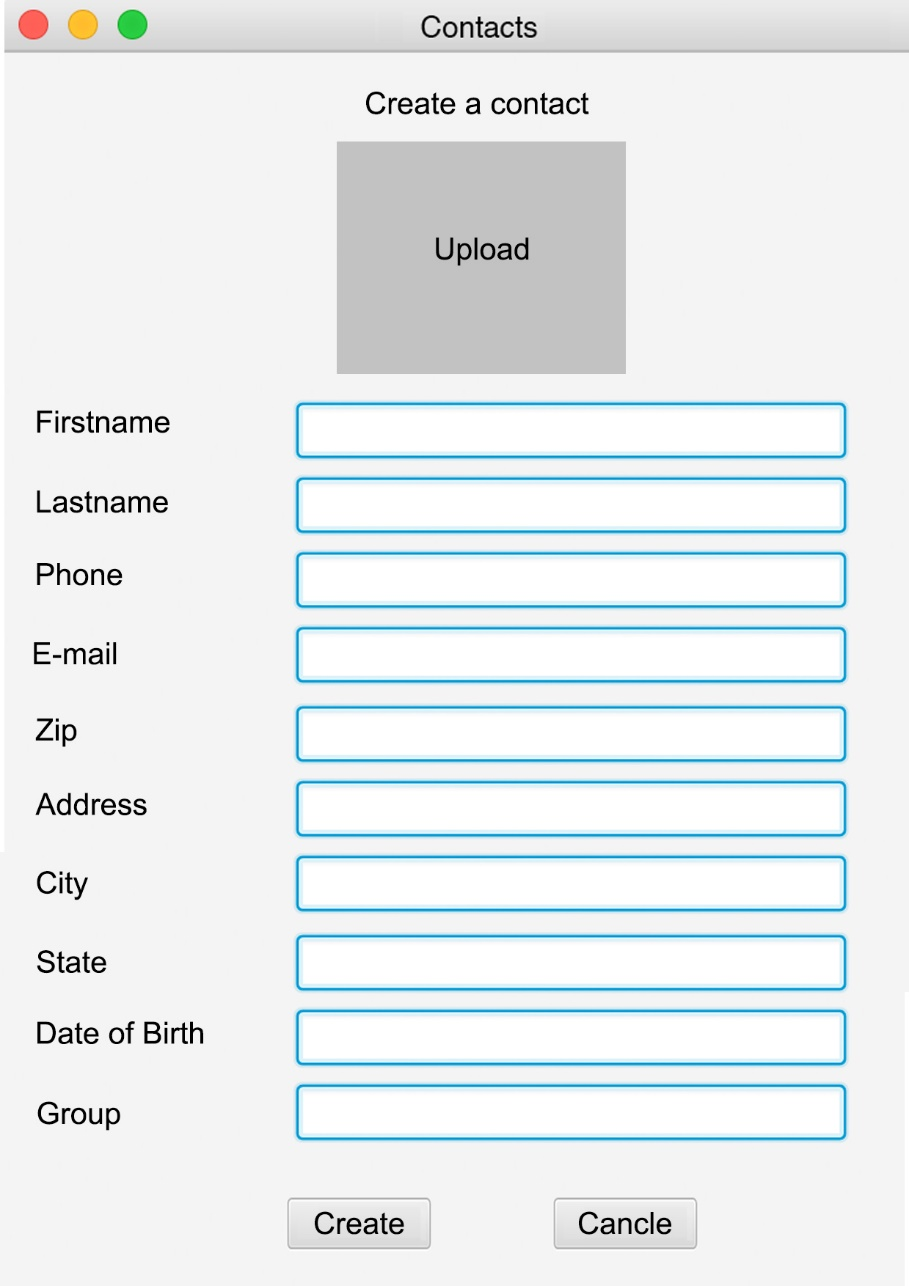 Contacts
Create a contact
Upload
Firstname
Lastname
Phone
E-mail
Zip
Address
City
State
Date of Birth
Group
Create Cancle